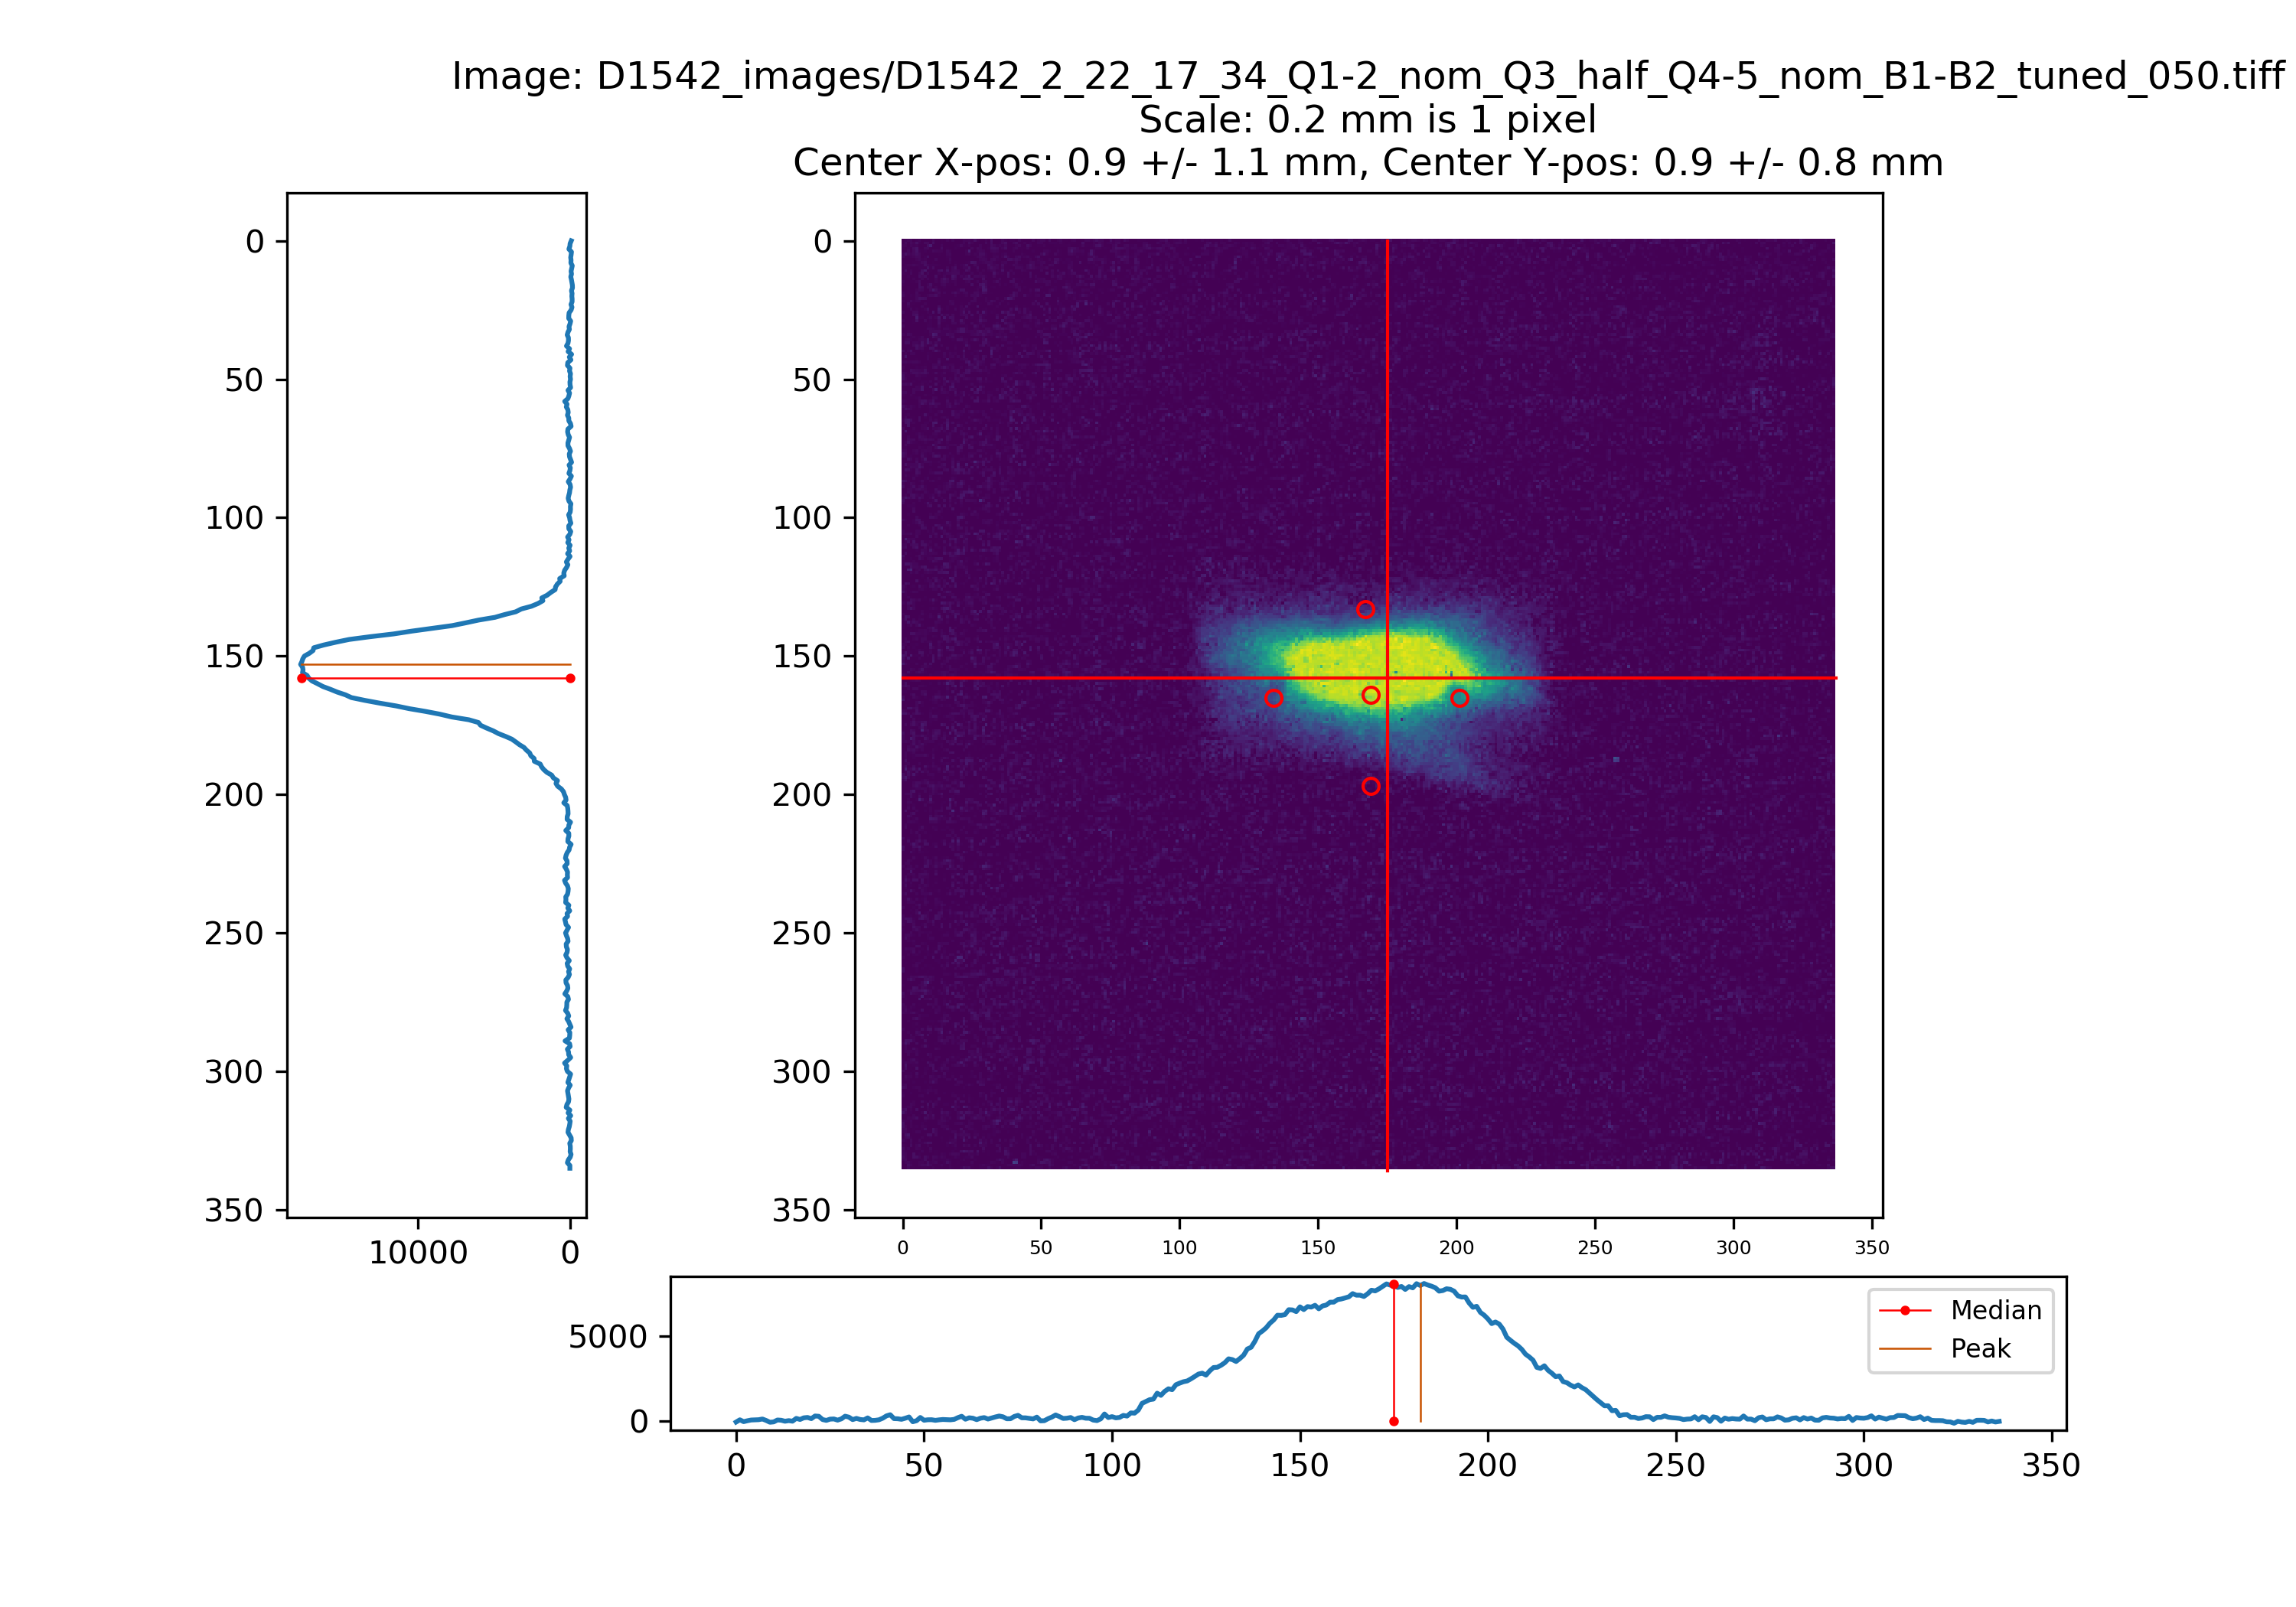 Image: D1542_images/D1542_2_22_17_34_Q1-2_nom_Q3_half_Q4-5_nom_B1-B2_tuned_050.tiff
Scale: 0.2 mm is 1 pixel
Center X-pos: 0.9 +/- 1.1 mm, Center Y-pos: 0.9 +/- 0.8 mm
0
50
100
150
200
250
300
350
10000 0
0
50
100
150
200
250
300
350
0 50 100 150 200 250 300 350
5000
0
Median
Peak
0 50 100 150 200 250 300 350